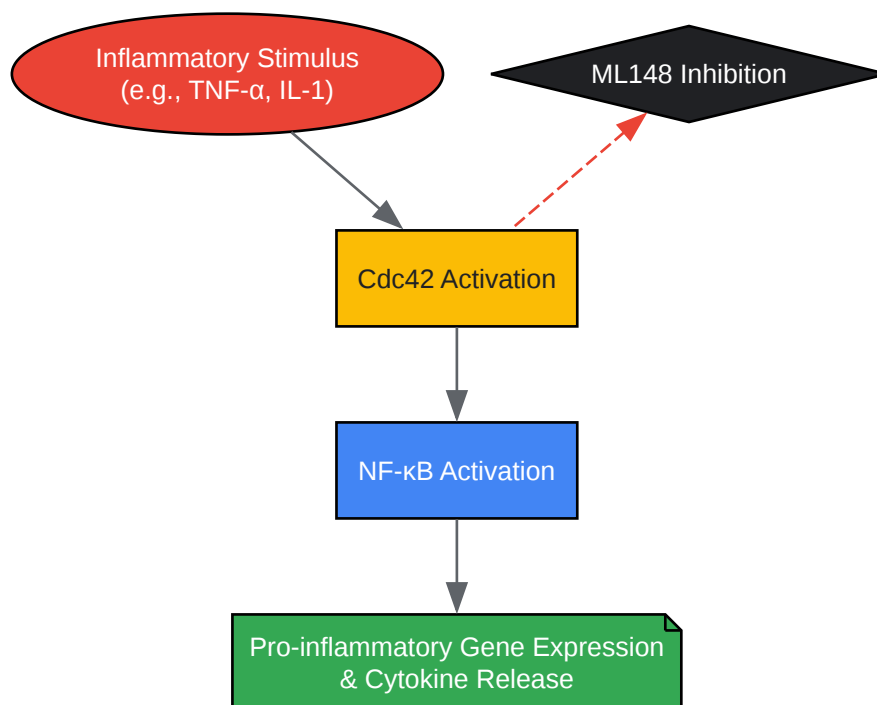 Inflammatory Stimulus
(e.g., TNF-α, IL-1)
ML148 Inhibition
Cdc42 Activation
NF-κB Activation
Pro-inflammatory Gene Expression
& Cytokine Release